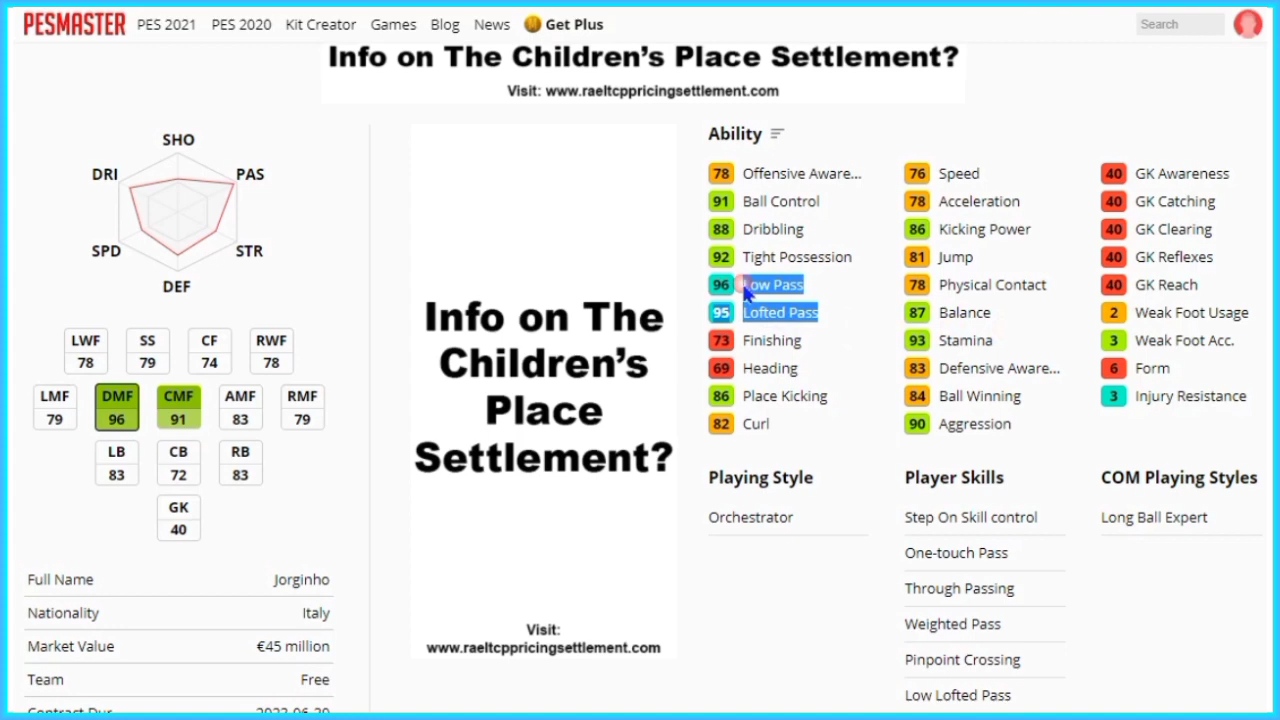 PESMASTER PES 2021 PES 2020 Kit Creator Games Blog News Get Plus Search
Info on The Children's Place Settlement?
Visit: www.raeltcppricingsettlement.com
SHO
DRI PAS
SPD STR
DEF
LWF SS CF RWF
78 79 74 78
LMF DMF CMF AMF RMF
79 96 91 83 79
LB CB RB
83 72 83
GK
40
Full Name Jorginho
Nationality Italy
Market Value €45 million
Team Free
Contract Dur 2023-06-30
Info on The
Children's
Place
Settlement?
Visit:
www.raeltcppricingsettlement.com
Ability
78 Offensive Aware...
91 Ball Control
88 Dribbling
92 Tight Possession
96 Low Pass
95 Lofted Pass
73 Finishing
69 Heading
86 Place Kicking
82 Curl
76 Speed
78 Acceleration
86 Kicking Power
81 Jump
78 Physical Contact
87 Balance
93 Stamina
83 Defensive Aware...
84 Ball Winning
90 Aggression
40 GK Awareness
40 GK Catching
40 GK Clearing
40 GK Reflexes
40 GK Reach
2 Weak Foot Usage
3 Weak Foot Acc.
6 Form
3 Injury Resistance
Playing Style
Orchestrator
Player Skills
Step On Skill control
One-touch Pass
Through Passing
Weighted Pass
Pinpoint Crossing
Low Lofted Pass
COM Playing Styles
Long Ball Expert